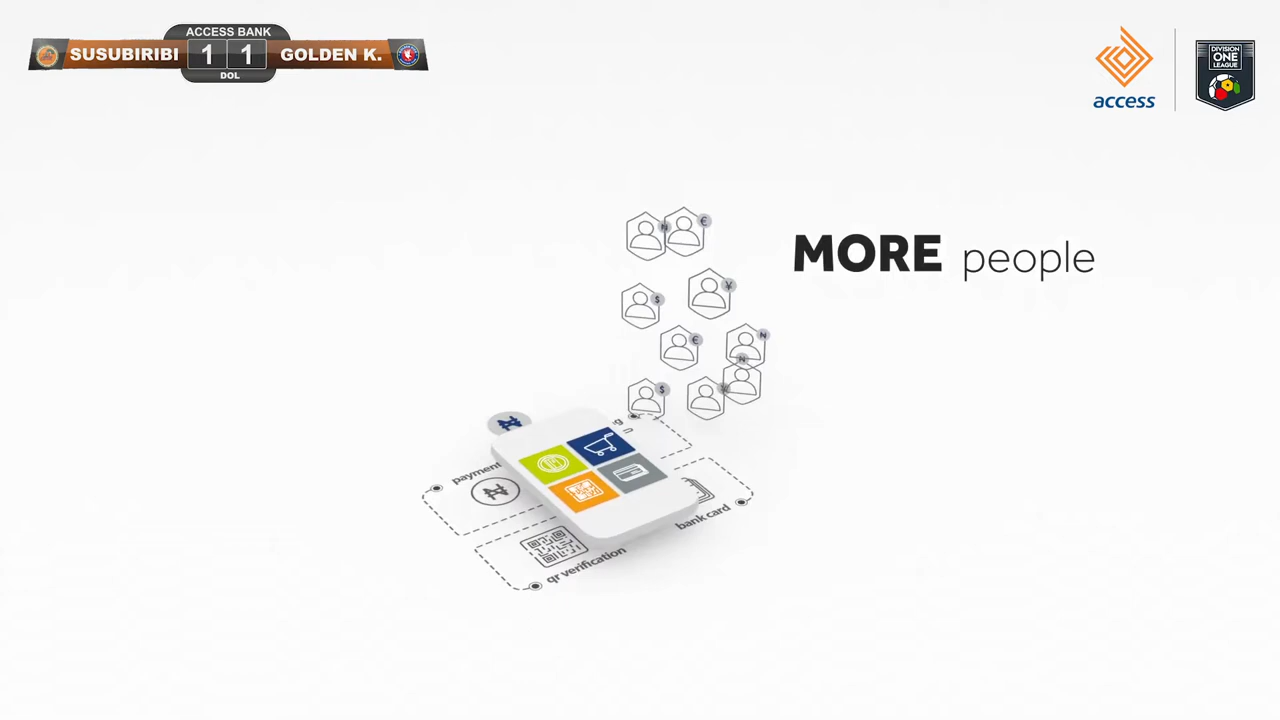 ACCESS BANK
SUSUBIRIBI 1 1 GOLDEN K.
DOL
access
DIVISION
ONE
LEAGUE
MORE people
payment
bank card
qr verification